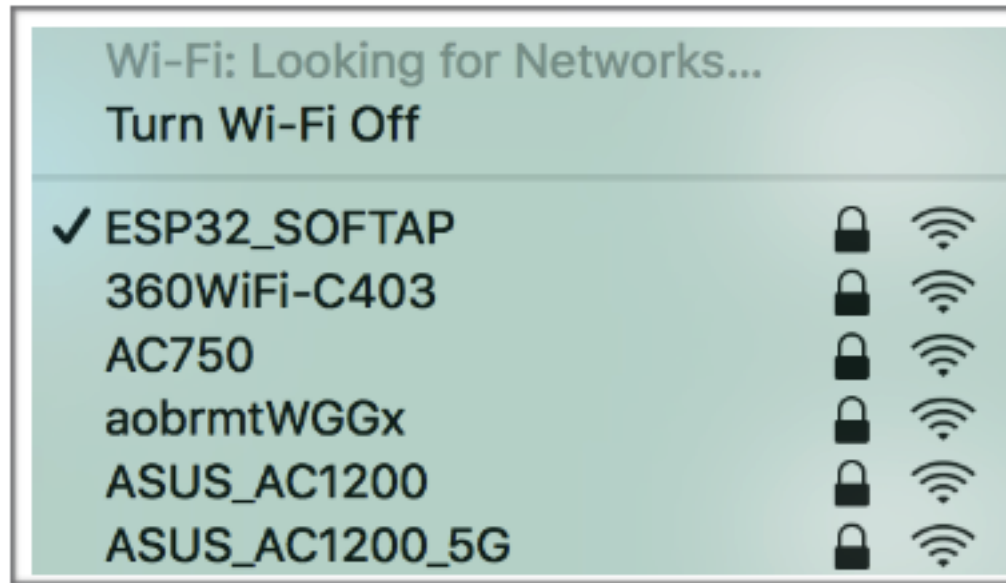 Wi-Fi: Looking for Networks...
Turn Wi-Fi Off
ESP32_SOFTAP
360WiFi-C403
AC750
aobrmtWGGx
ASUS_AC1200
ASUS_AC1200_5G